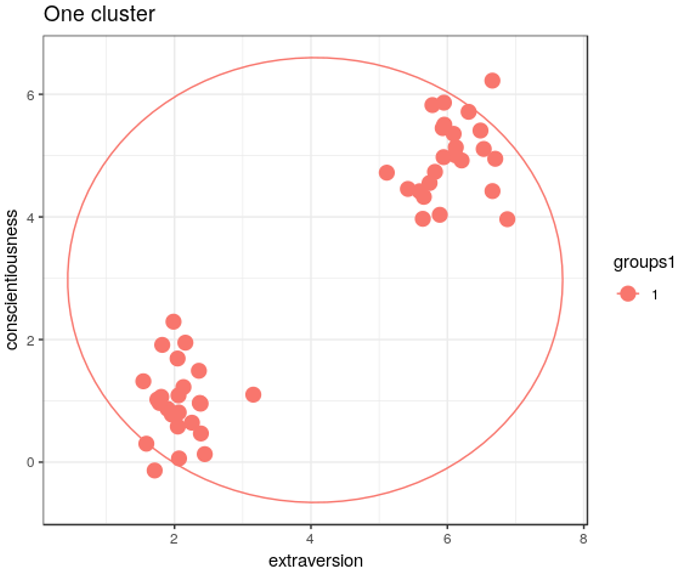 One cluster
conscientiousness
6
4
2
0
2 4 6 8
extraversion
groups1
1